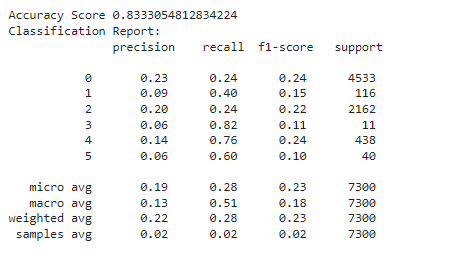 Accuracy Score 0.8333054812834224
Classification Report:
precision recall f1-score support
0 0.23 0.24 0.24 4533
1 0.09 0.40 0.15 116
2 0.20 0.24 0.22 2162
3 0.06 0.82 0.11 11
4 0.14 0.76 0.24 438
5 0.06 0.60 0.10 40
micro avg 0.19 0.28 0.23 7300
macro avg 0.13 0.51 0.18 7300
weighted avg 0.22 0.28 0.23 7300
samples avg 0.02 0.02 0.02 7300